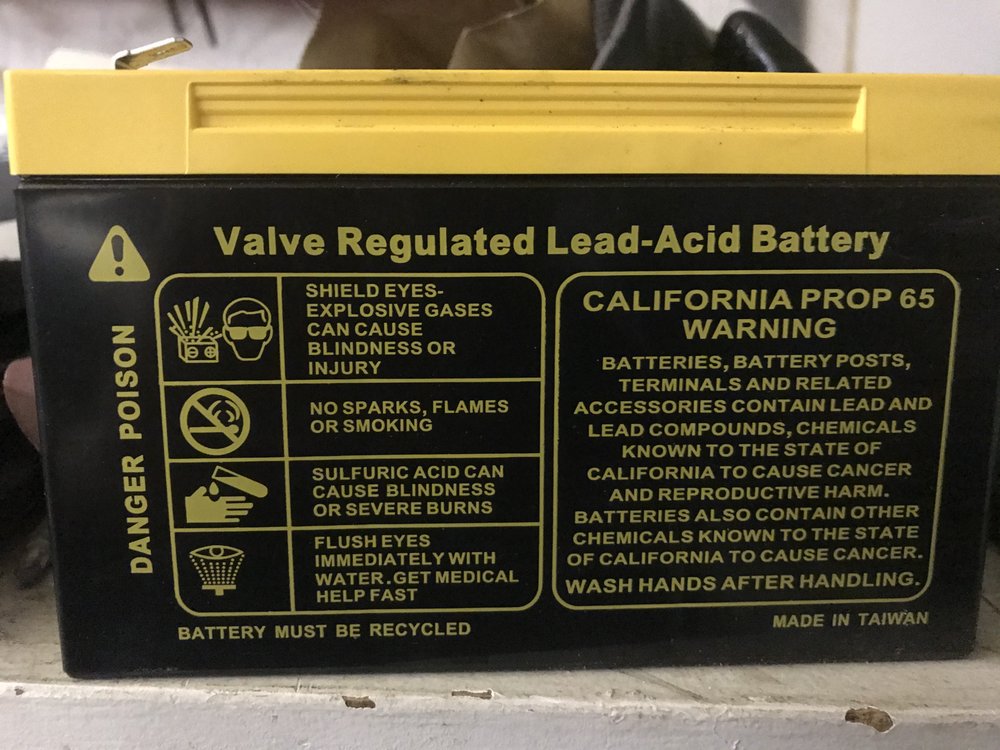 Valve Regulated Lead-Acid Battery
DANGER POISON
SHIELD EYES-
EXPLOSIVE GASES
CAN CAUSE
BLINDNESS OR
INJURY
NO SPARKS, FLAMES
OR SMOKING
SULFURIC ACID CAN
CAUSE BLINDNESS
OR SEVERE BURNS
FLUSH EYES
IMMEDIATELY WITH
WATER.GET MEDICAL
HELP FAST
BATTERY MUST BE RECYCLED
CALIFORNIA PROP 65
WARNING
BATTERIES, BATTERY POSTS,
TERMINALS AND RELATED
ACCESSORIES CONTAIN LEAD AND
LEAD COMPOUNDS, CHEMICALS
KNOWN TO THE STATE OF
CALIFORNIA TO CAUSE CANCER
AND REPRODUCTIVE HARM.
BATTERIES ALSO CONTAIN OTHER
CHEMICALS KNOWN TO THE STATE
OF CALIFORNIA TO CAUSE CANCER.
WASH HANDS AFTER HANDLING.
MADE IN TAIWAN